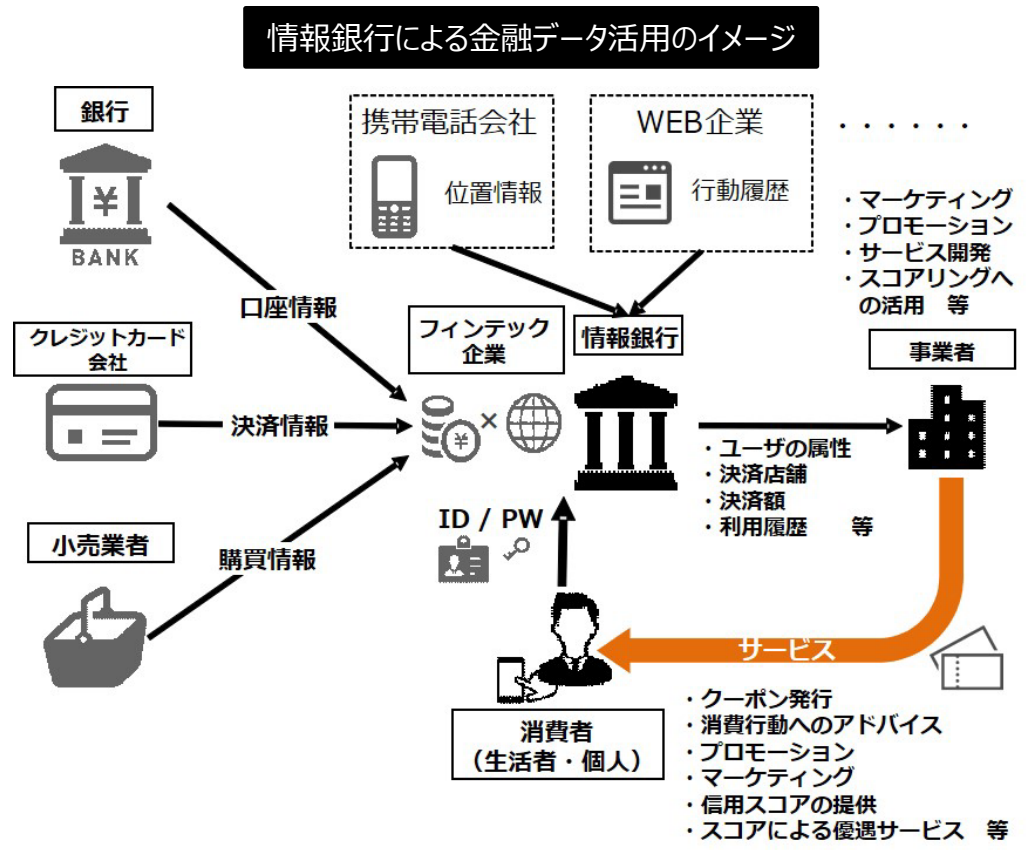 情報銀行による金融データ活用のイメージ
銀行
¥
BANK
携帯電話会社
位置情報
WEB企業
行動履歴
・・・・・・
・マーケティング
・プロモーション
・サービス開発
・スコアリングへ
の活用 等
口座情報
クレジットカード
会社
決済情報
フィンテック
企業
¥
×
情報銀行
事業者
・ユーザの属性
・決済店舗
・決済額
・利用履歴 等
小売業者
購買情報
ID / PW
サービス
消費者
（生活者・個人）
・クーポン発行
・消費行動へのアドバイス
・プロモーション
・マーケティング
・信用スコアの提供
・スコアによる優遇サービス 等